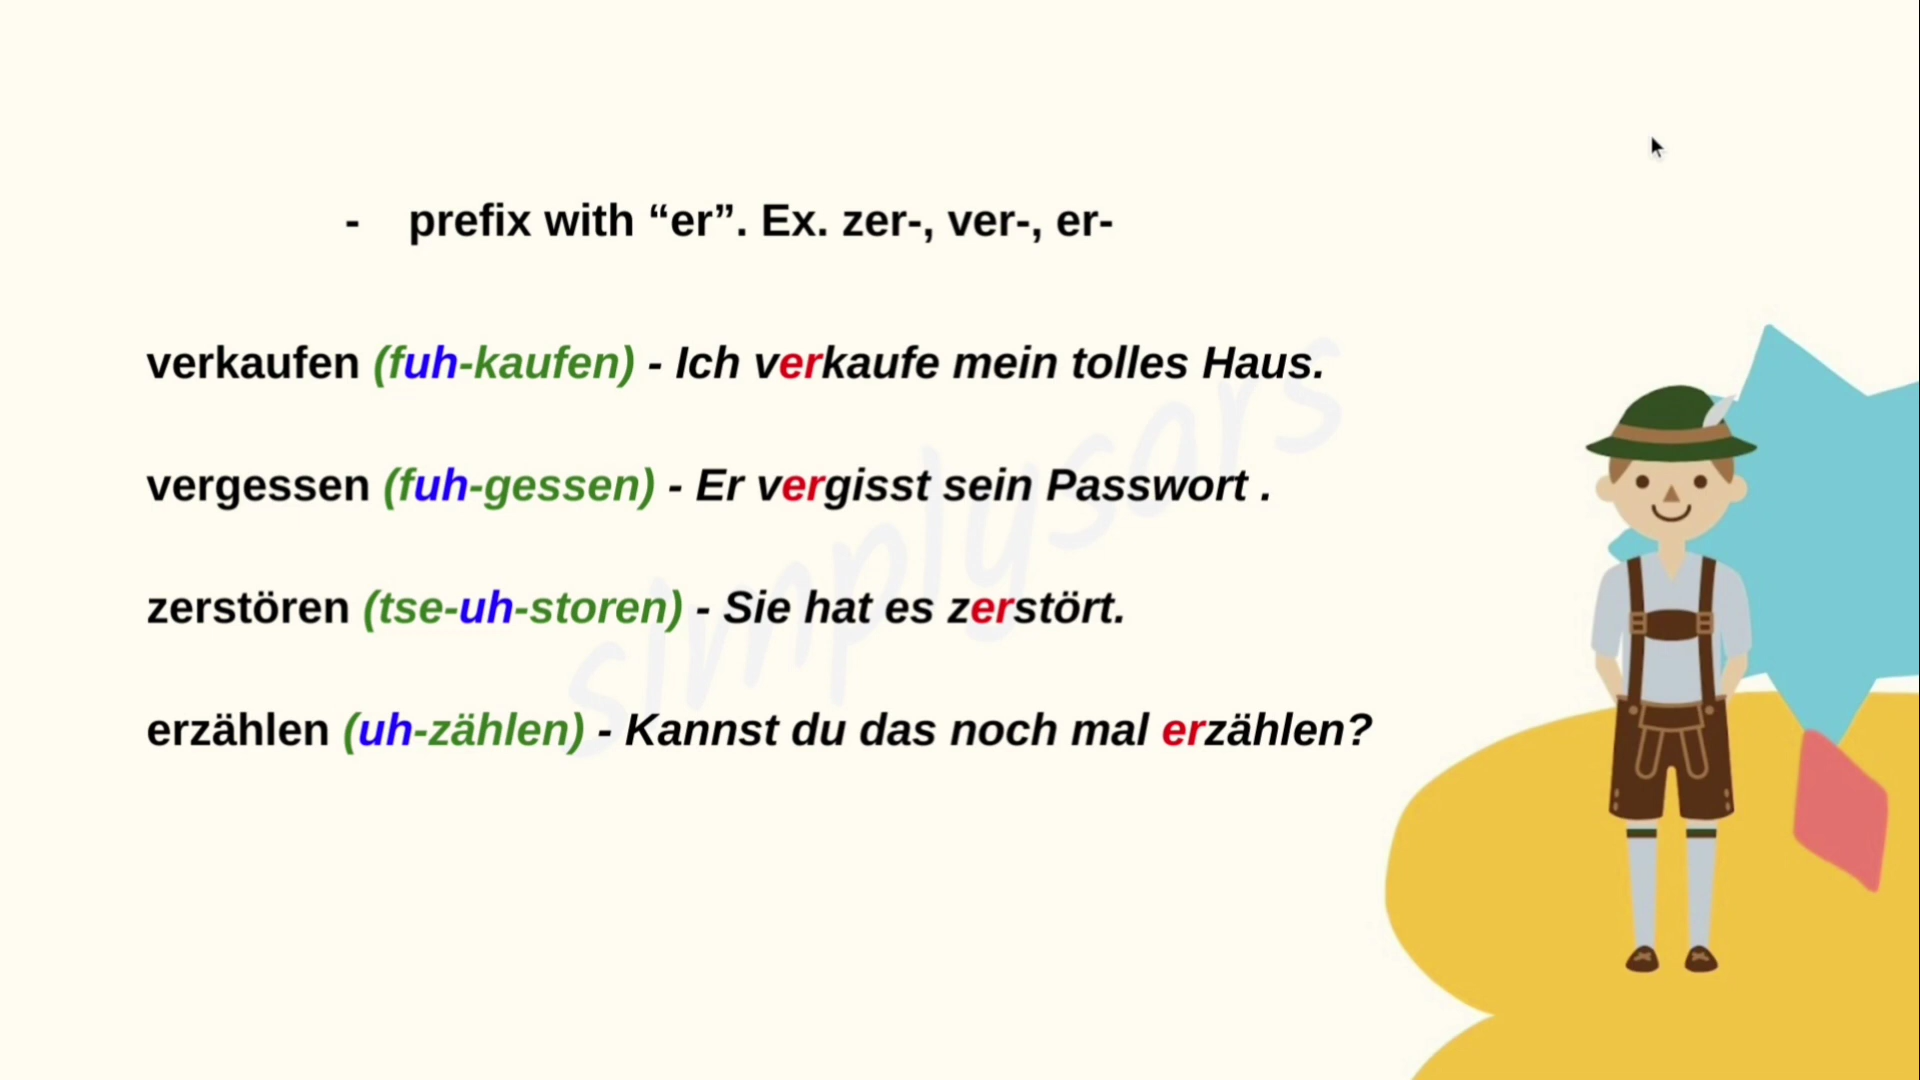 - prefix with “er”. Ex. zer-, ver-, er-
verkaufen (fuh-kaufen) - Ich verkaufe mein tolles Haus.
vergessen (fuh-gessen) - Er vergisst sein Passwort .
zerstören (tse-uh-storen) - Sie hat es zerstört.
erzählen (uh-zählen) - Kannst du das noch mal erzählen?
simplysars